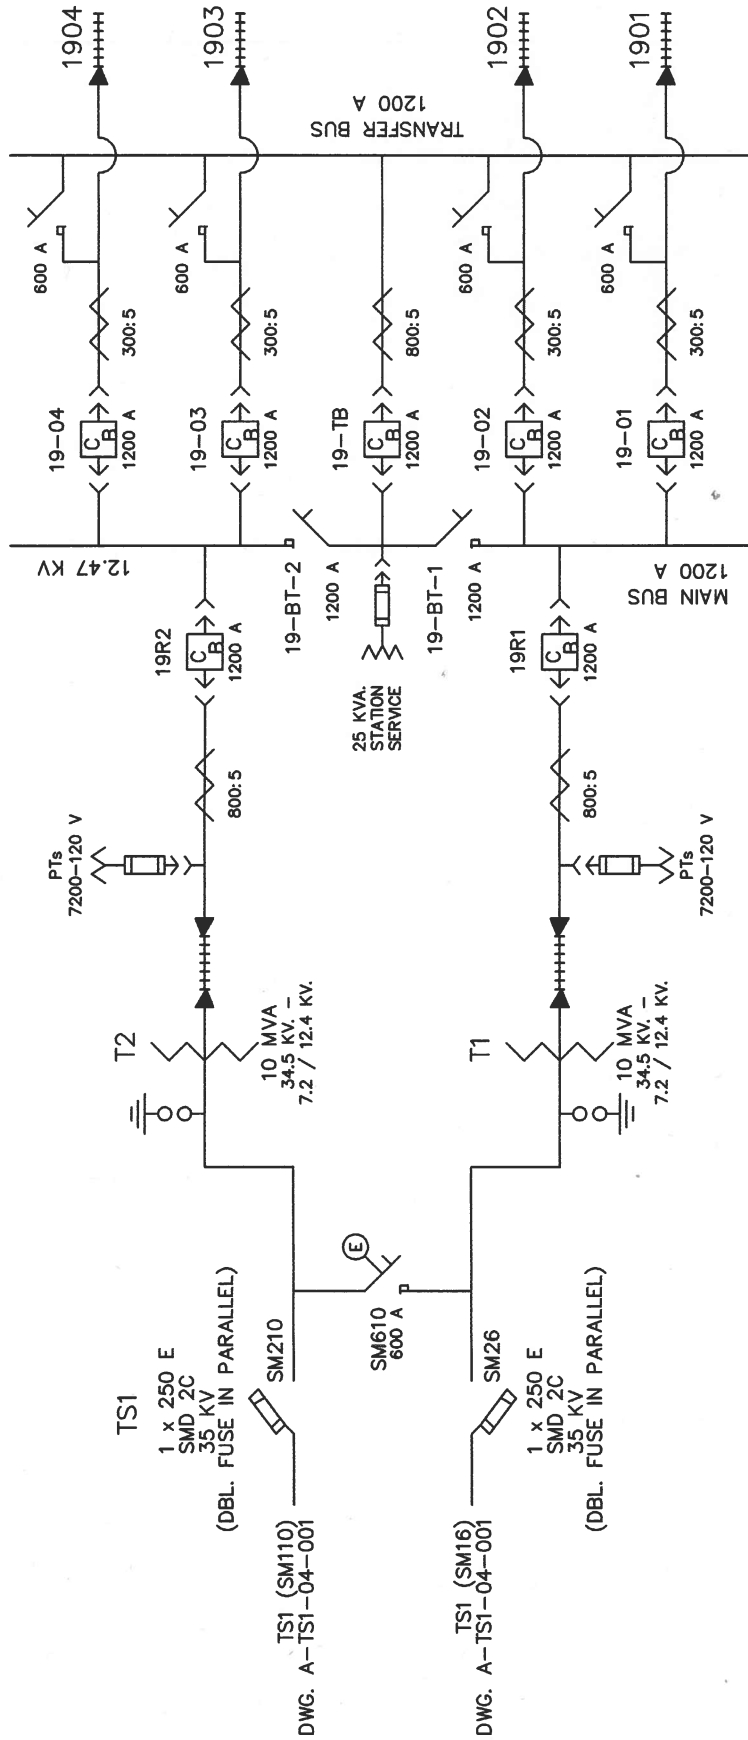 TS1 (SM110)
DWG. A-TS1-04-001
TS1
1 x 250 E
SMD 2C
35 KV
(DBL. FUSE IN PARALLEL)
SM210
E
SM610
600 A
TS1 (SM16)
DWG. A-TS1-04-001
SM26
1 x 250 E
SMD 2C
35 KV
(DBL. FUSE IN PARALLEL)
T2
10 MVA
34.5 KV. -
7.2 / 12.4 KV.
T1
10 MVA
34.5 KV. -
7.2 / 12.4 KV.
PTs
7200-120 V
800:5
19R2
C
B
1200 A
PTs
7200-120 V
800:5
19R1
C
B
1200 A
25 KVA.
STATION
SERVICE
12.47 KV
19-BT-2
1200 A
19-BT-1
1200 A
MAIN BUS
1200 A
19-04
C
B
1200 A
300:5
600 A
1904
19-03
C
B
1200 A
300:5
600 A
1903
19-TB
C
B
1200 A
800:5
TRANSFER BUS
1200 A
19-02
C
B
1200 A
300:5
600 A
1902
19-01
C
B
1200 A
300:5
600 A
1901